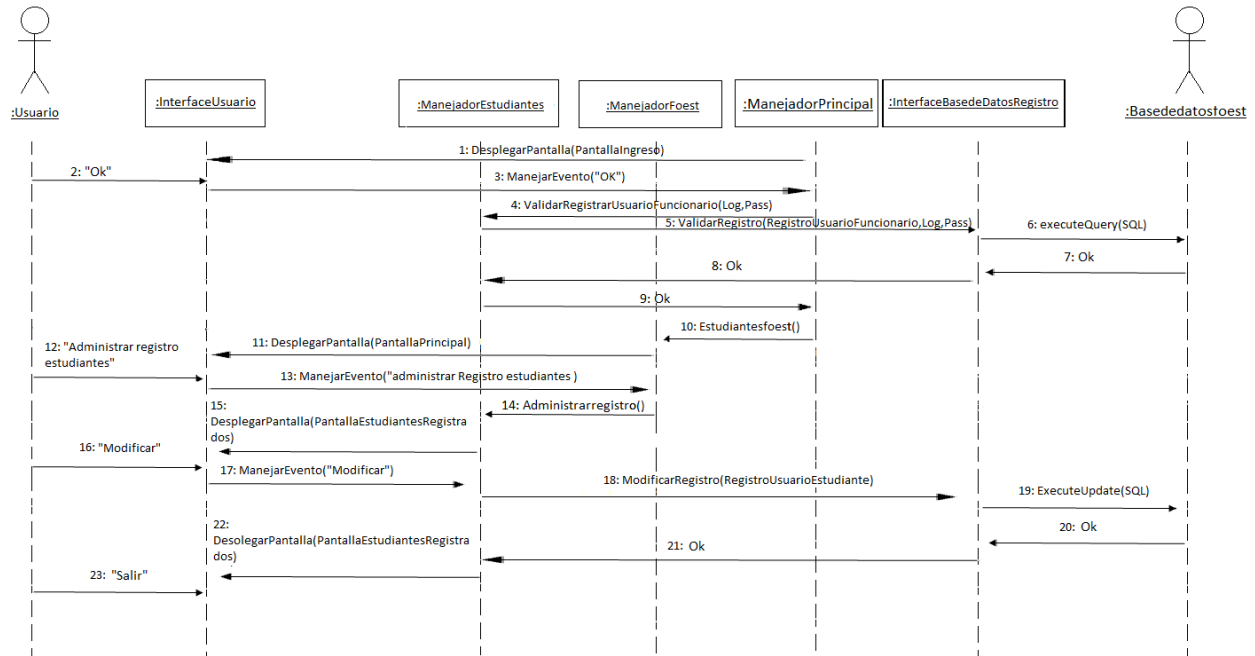 :Usuario
:InterfaceUsuario
:ManejadorEstudiantes
:ManejadorFoest
:ManejadorPrincipal
:InterfaceBasedeDatosRegistro
:Basededatosfoest
1: DesplegarPantalla(PantallaIngreso)
2: "Ok"
3: ManejarEvento("OK")
4: ValidarRegistrarUsuarioFuncionario(Log,Pass)
5: ValidarRegistro(RegistroUsuarioFuncionario,Log,Pass)
6: executeQuery(SQL)
7: Ok
8: Ok
9: Ok
10: Estudiantesfoest()
11: DesplegarPantalla(PantallaPrincipal)
12: "Administrar registro
estudiantes"
13: ManejarEvento("administrar Registro estudiantes )
14: Administrarregistro()
15:
DesplegarPantalla(PantallaEstudiantesRegistra
dos)
16: "Modificar"
17: ManejarEvento("Modificar")
18: ModificarRegistro(RegistroUsuarioEstudiante)
19: ExecuteUpdate(SQL)
20: Ok
21: Ok
22:
DesolegarPantalla(PantallaEstudiantesRegistra
dos)
23: "Salir"